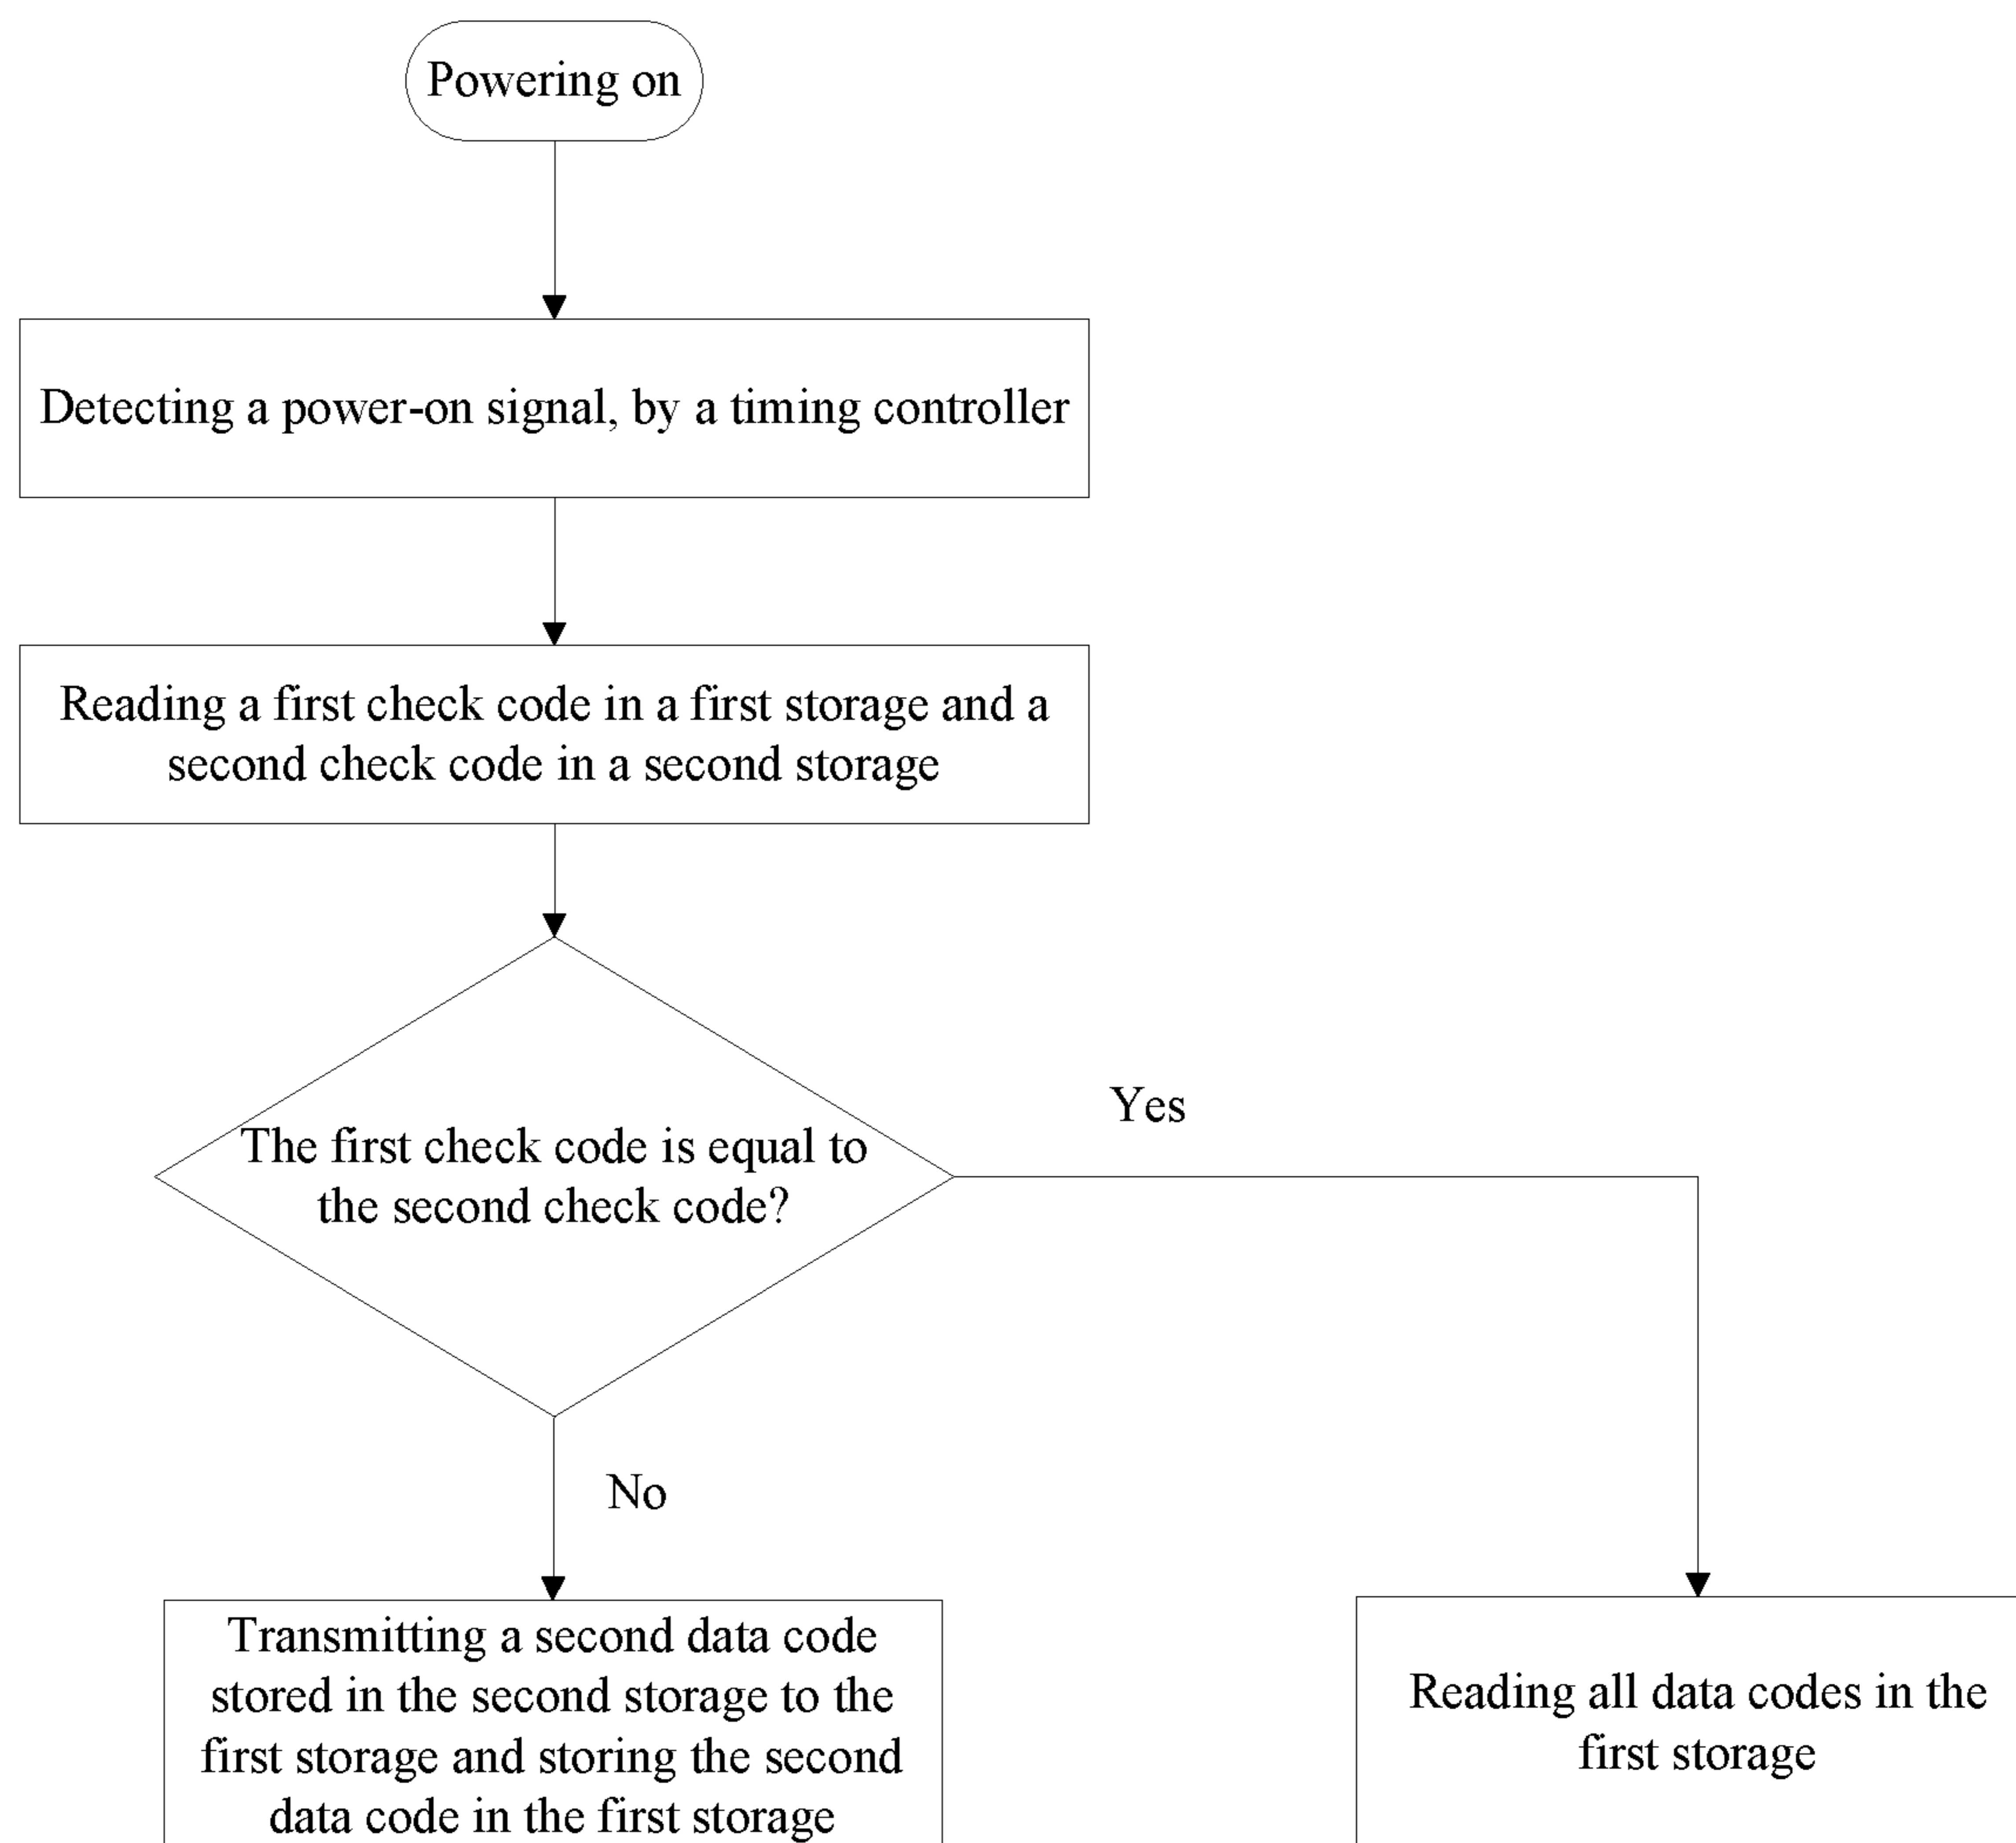 Powering on
Detecting a power-on signal, by a timing controller
Reading a first check code in a first storage and a
second check code in a second storage
The first check code is equal to
the second check code?
Yes
No
Transmitting a second data code
stored in the second storage to the
first storage and storing the second
data code in the first storage
Reading all data codes in the
first storage